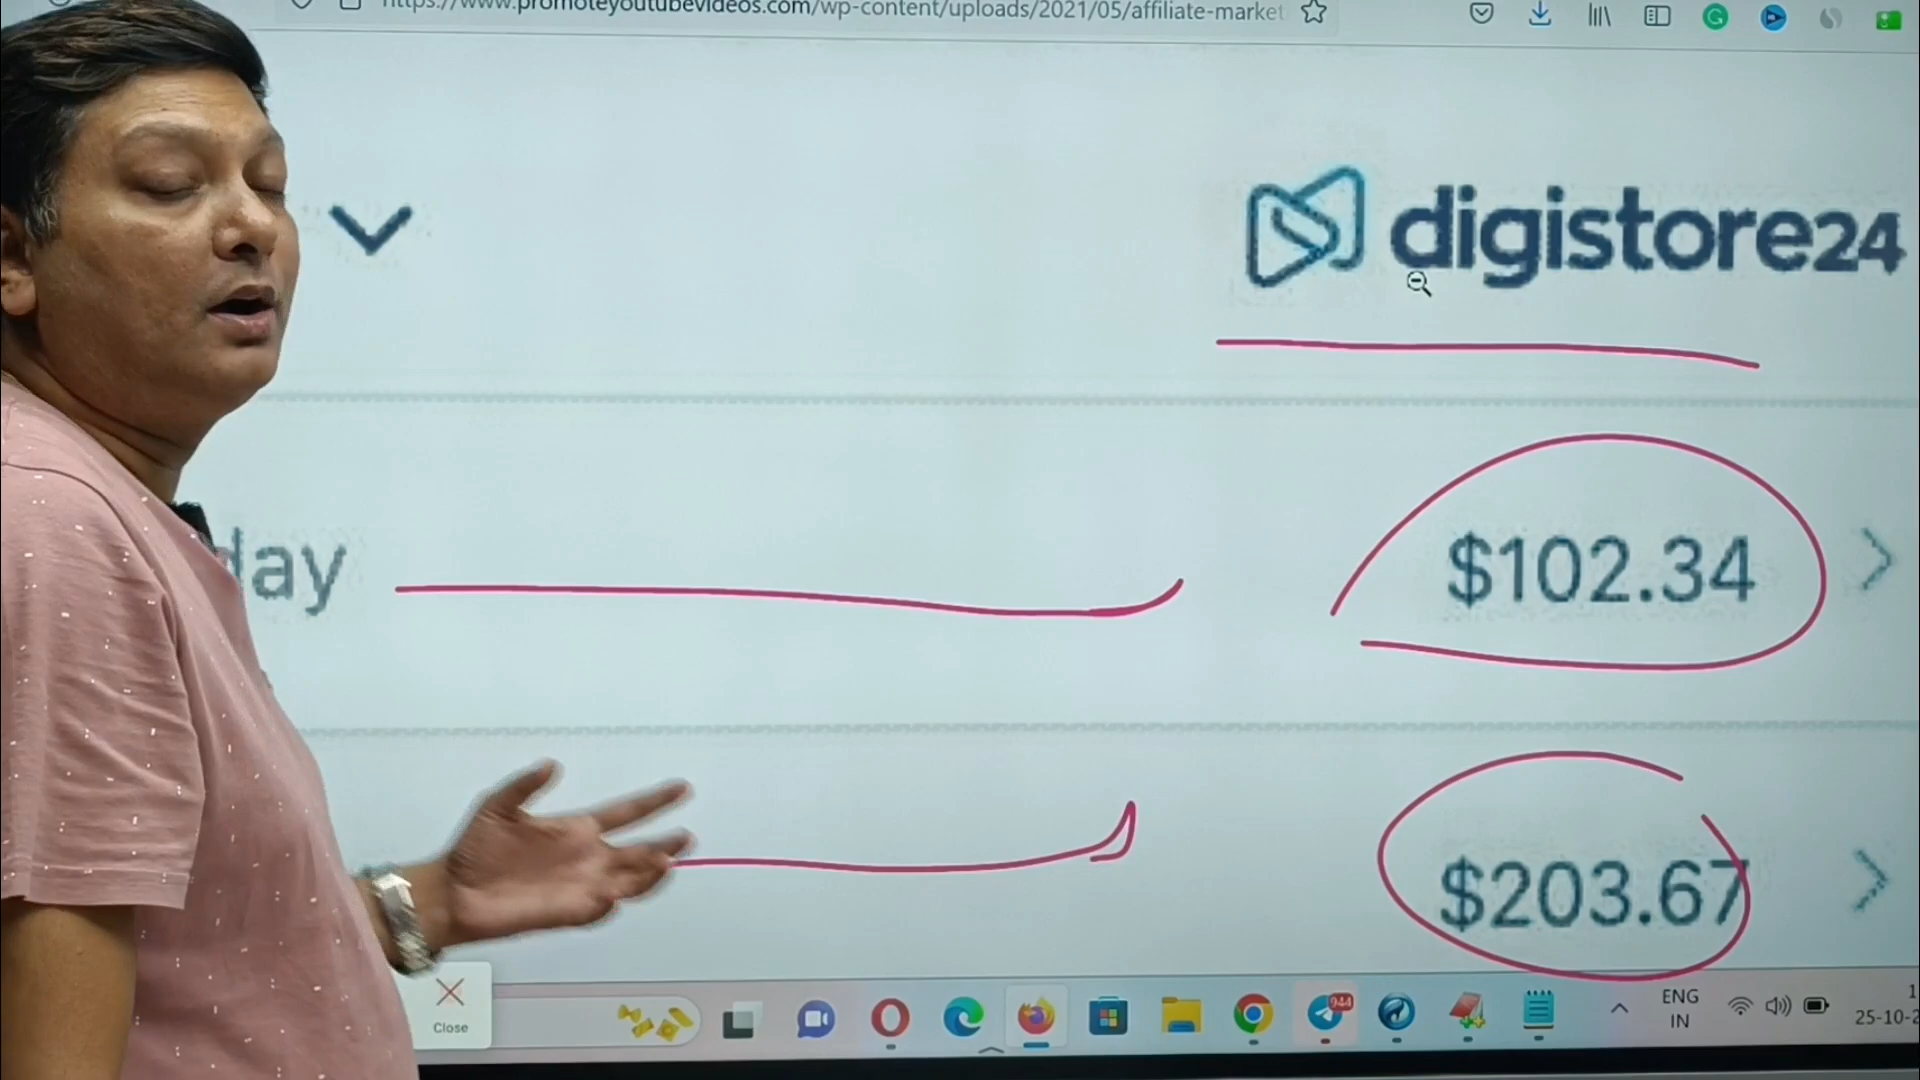 https://www.promoteyoutubevideos.com/wp-content/uploads/2021/05/affiliate-market
digistore24
day
$102.34
$203.67
Close
944
ENG
IN
25-10-2